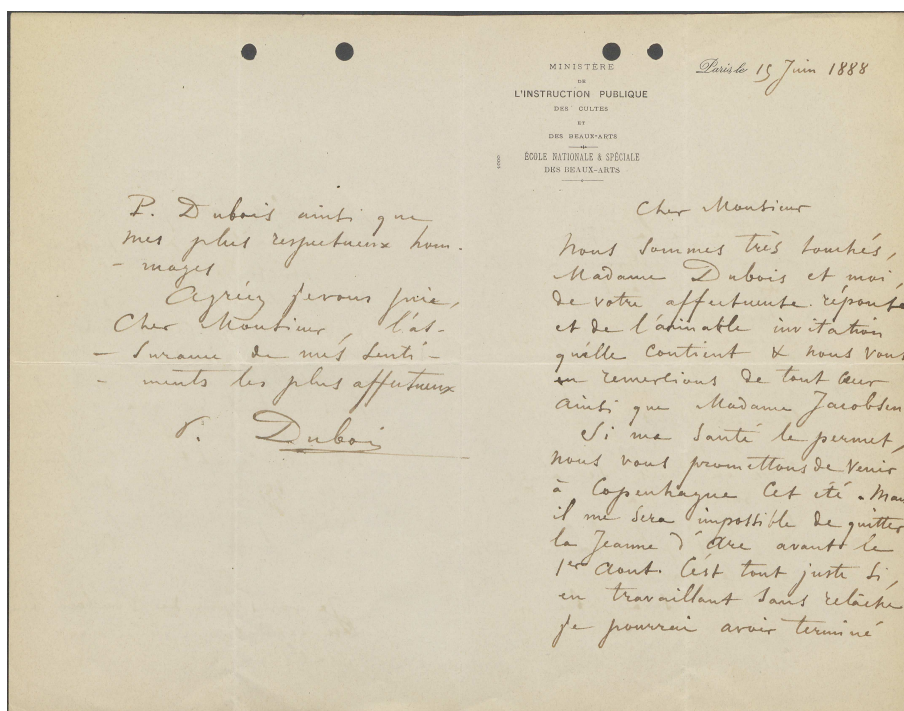 MINISTÈRE
DE
L'INSTRUCTION PUBLIQUE
DES CULTES
ET
DES BEAUX-ARTS
ÉCOLE NATIONALE & SPÉCIALE
DES BEAUX-ARTS
Paris le 15 Juin 1888
Cher Monsieur
Nous sommes très touchés,
Madame Dubois et moi,
de votre affectueuse réponse
et de l'aimable invitation
qu'elle contient & nous vous
en remercions de tout cœur
ainsi que Madame Jacobsen
Si ma santé le permet,
nous vous promettons de venir
à Copenhague cet été. Mais
il me sera impossible de quitter
la Jeanne d'Arc avant le
1er Aout. C'est tout juste si,
en travaillant sans relâche
je pourrai avoir terminé
P. Dubois ainsi que
mes plus respectueux hom-
- mages
Agréez je vous prie,
Cher Monsieur, l'as-
- surance de mes senti-
- ments les plus affectueux
P. Dubois